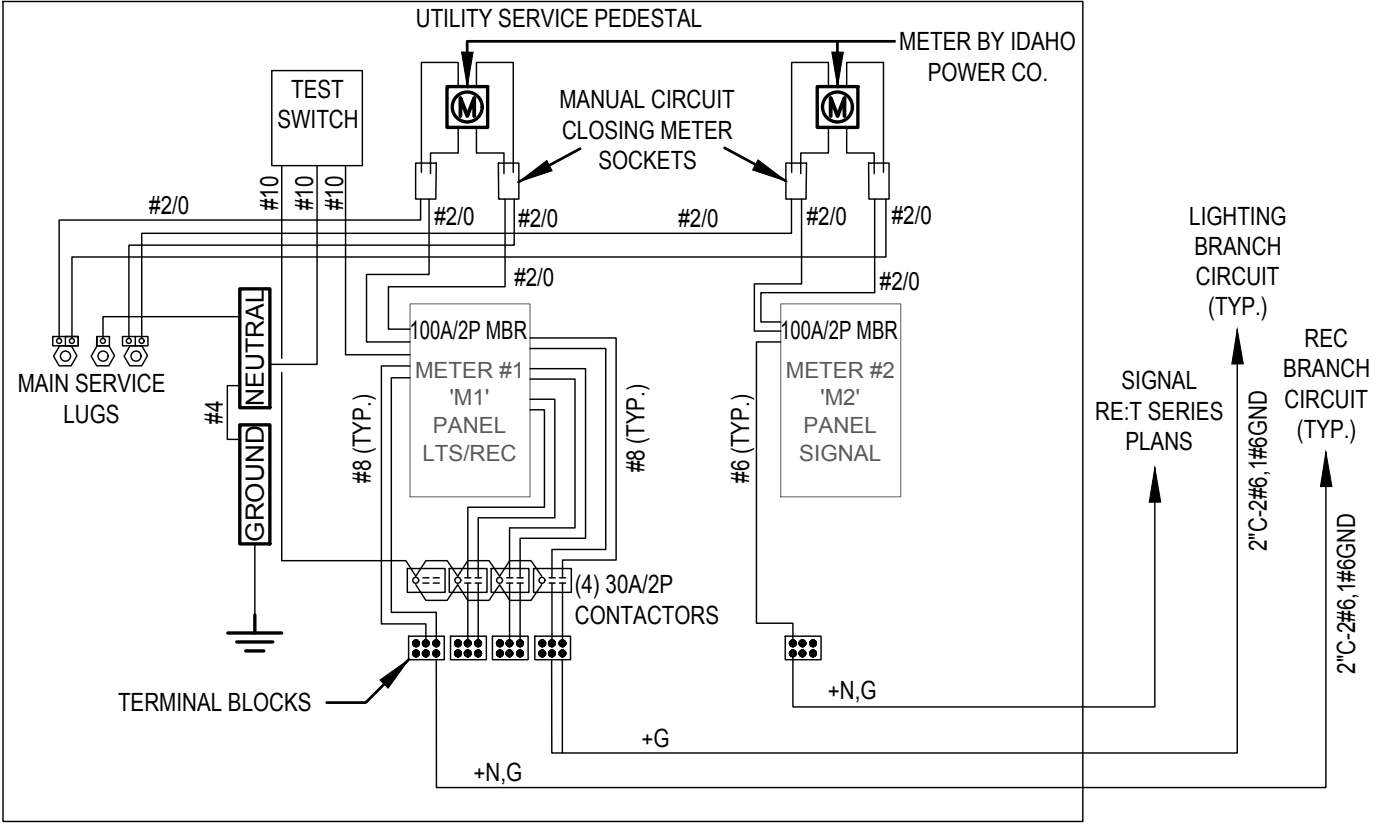 UTILITY SERVICE PEDESTAL
METER BY IDAHO
POWER CO.
TEST
SWITCH
M
MANUAL CIRCUIT
CLOSING METER
SOCKETS
M
#10
#10
#10
#2/0
#2/0
#2/0
#2/0
#2/0
#2/0
#2/0
#2/0
LIGHTING
BRANCH
CIRCUIT
(TYP.)
REC
BRANCH
CIRCUIT
(TYP.)
SIGNAL
RE:T SERIES
PLANS
MAIN SERVICE
LUGS
NEUTRAL
#4
GROUND
100A/2P MBR
METER #1
'M1'
PANEL
LTS/REC
#8 (TYP.)
#8 (TYP.)
100A/2P MBR
METER #2
'M2'
PANEL
SIGNAL
#6 (TYP.)
2"C-2#6,1#6GND
2"C-2#6,1#6GND
(4) 30A/2P
CONTACTORS
TERMINAL BLOCKS
+N,G
+G
+N,G